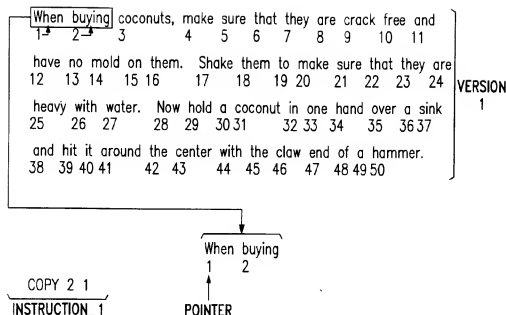 When buying coconuts, make sure that they are crack free and
1 2 3 4 5 6 7 8 9 10 11
have no mold on them. Shake them to make sure that they are
12 13 14 15 16 17 18 19 20 21 22 23 24
VERSION
1
heavy with water. Now hold a coconut in one hand over a sink
25 26 27 28 29 30 31 32 33 34 35 36 37
and hit it around the center with the claw end of a hammer.
38 39 40 41 42 43 44 45 46 47 48 49 50
When buying
1 2
COPY 2 1
INSTRUCTION 1
POINTER